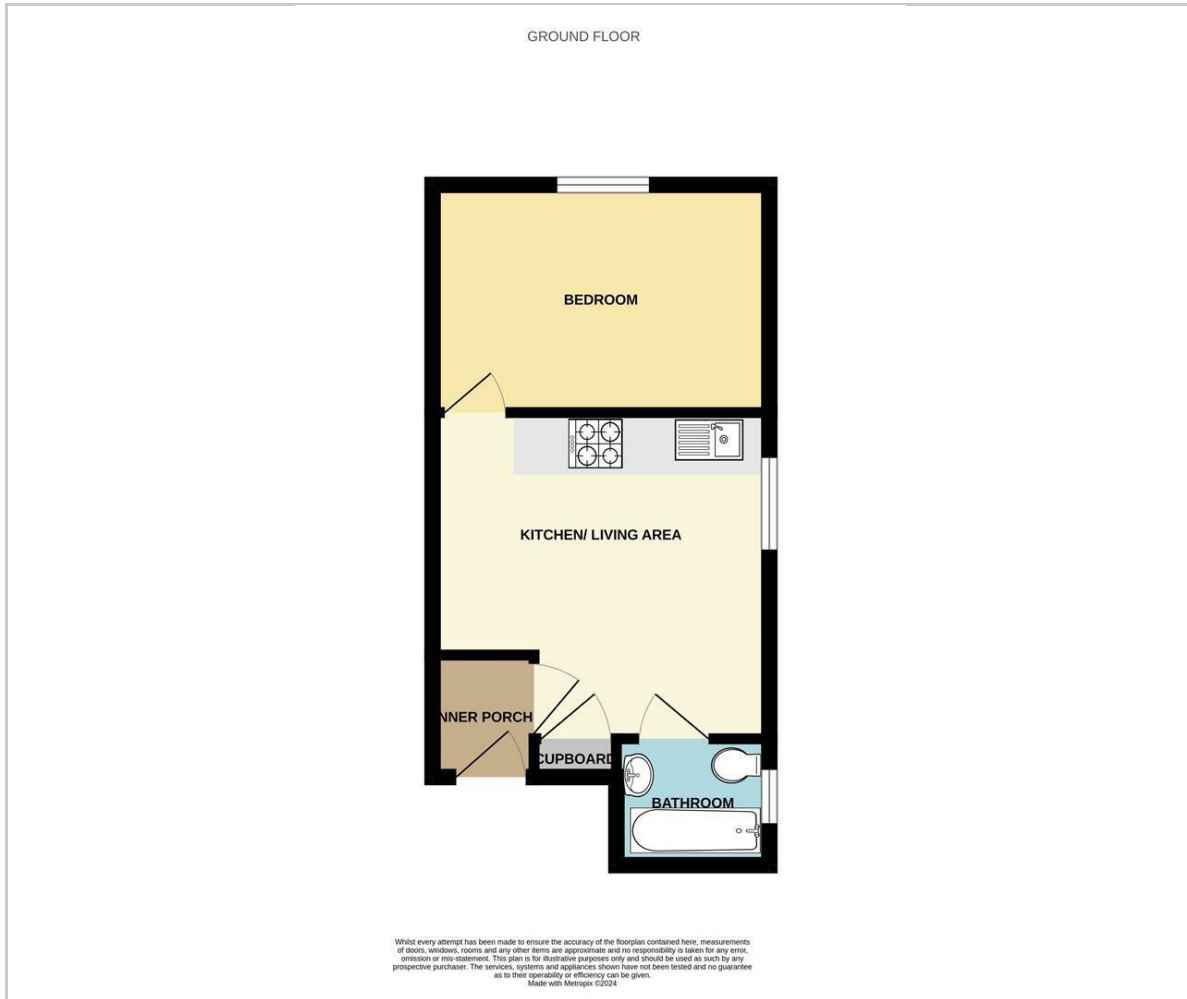 GROUND FLOOR
BEDROOM
KITCHEN/ LIVING AREA
NNER PORCH
CUPBOARD
BATHROOM
Whilst every attempt has been made to ensure the accuracy of the floorplan contained here, measurements
of doors, windows, rooms and any other items are approximate and no responsibility is taken for any error,
omission or mis-statement. This plan is for illustrative purposes only and should be used as such by any
prospective purchaser. The services, systems and appliances shown have not been tested and no guarantee
as to their operability or efficiency can be given.
Made with Metropix ©2024